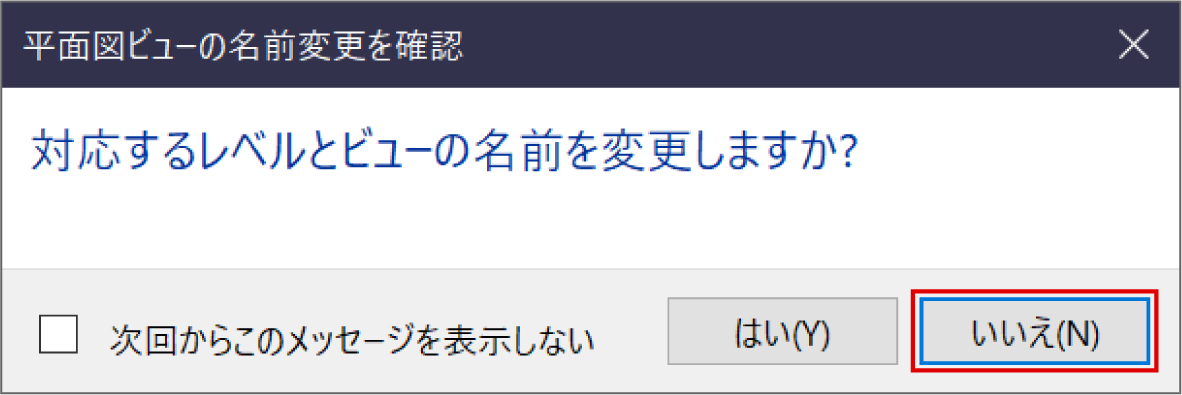 平面図ビューの名前変更を確認
対応するレベルとビューの名前を変更しますか?
次回からこのメッセージを表示しない
はい(Y)
いいえ(N)